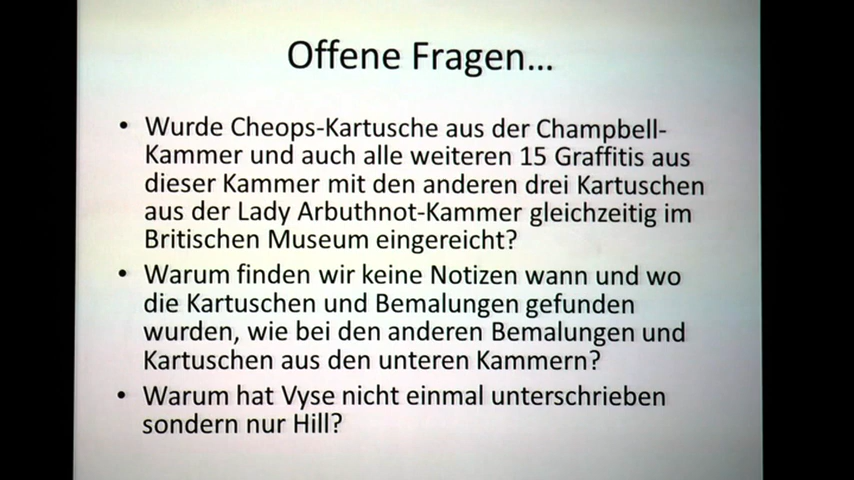 Offene Fragen...
• Wurde Cheops-Kartusche aus der Champbell-
Kammer und auch alle weiteren 15 Graffitis aus
dieser Kammer mit den anderen drei Kartuschen
aus der Lady Arbuthnot-Kammer gleichzeitig im
Britischen Museum eingereicht?
• Warum finden wir keine Notizen wann und wo
die Kartuschen und Bemalungen gefunden
wurden, wie bei den anderen Bemalungen und
Kartuschen aus den unteren Kammern?
• Warum hat Vyse nicht einmal unterschrieben
sondern nur Hill?